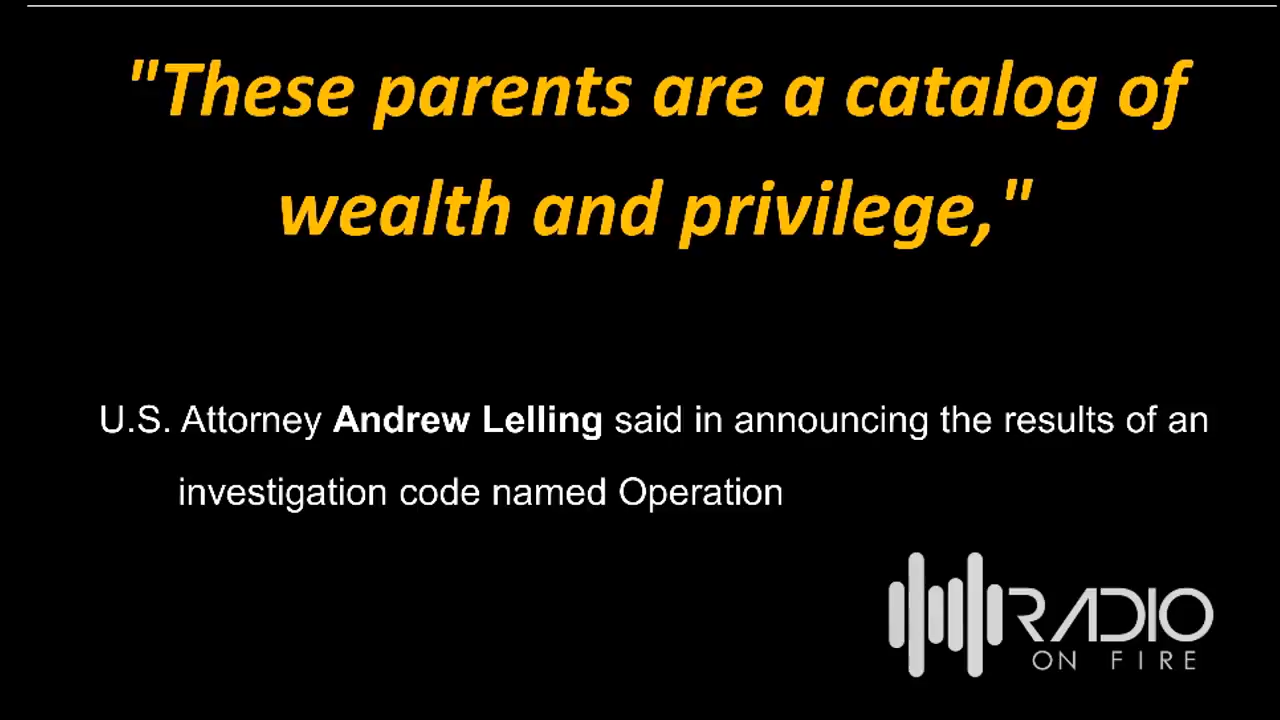 "These parents are a catalog of
wealth and privilege,"
U.S. Attorney Andrew Lelling said in announcing the results of an
investigation code named Operation
RADIO
ON FIRE